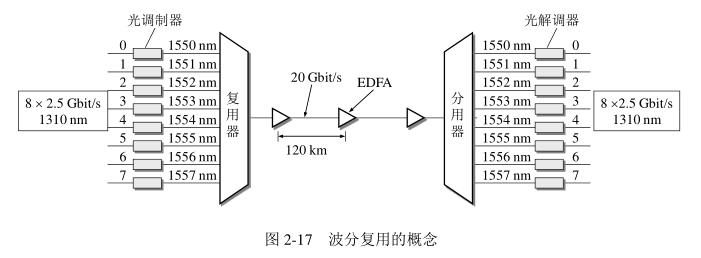 光调制器
光解调器
0 1550 nm
1 1551 nm
2 1552 nm
3 1553 nm
4 1554 nm
5 1555 nm
6 1556 nm
7 1557 nm
8 × 2.5 Gbit/s
1310 nm
复用器
20 Gbit/s
EDFA
120 km
分用器
1550 nm 0
1551 nm 1
1552 nm 2
1553 nm 3
1554 nm 4
1555 nm 5
1556 nm 6
1557 nm 7
8 ×2.5 Gbit/s
1310 nm
图 2-17 波分复用的概念